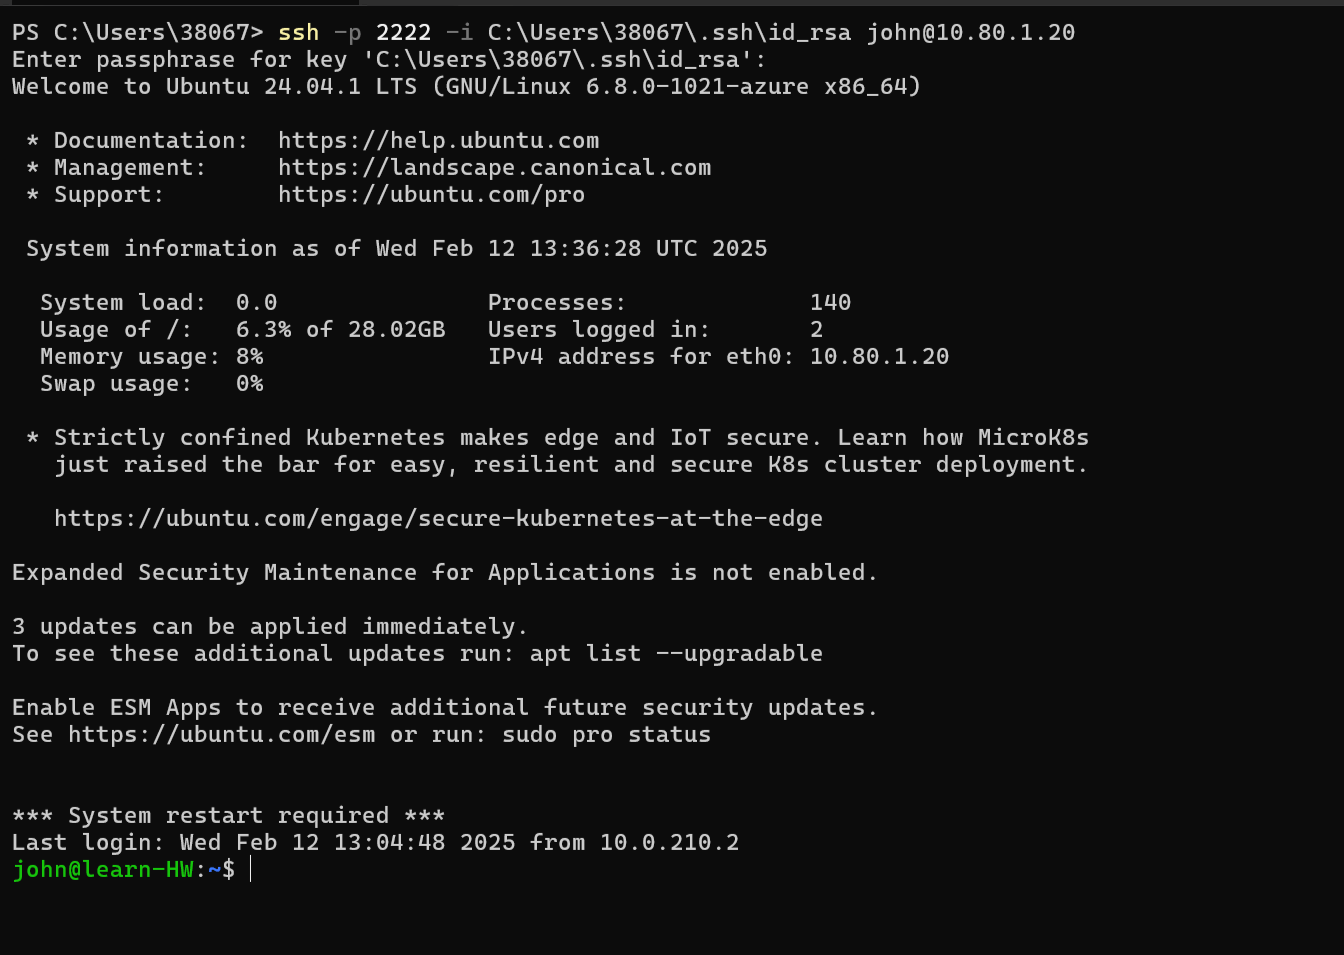 PS C:\Users\38067> ssh -p 2222 -i C:\Users\38067\.ssh\id_rsa john@10.80.1.20
Enter passphrase for key 'C:\Users\38067\.ssh\id_rsa':
Welcome to Ubuntu 24.04.1 LTS (GNU/Linux 6.8.0-1021-azure x86_64)

 * Documentation:  https://help.ubuntu.com
 * Management:     https://landscape.canonical.com
 * Support:        https://ubuntu.com/pro

 System information as of Wed Feb 12 13:36:28 UTC 2025

  System load:  0.0               Processes:             140
  Usage of /:   6.3% of 28.02GB   Users logged in:       2
  Memory usage: 8%                IPv4 address for eth0: 10.80.1.20
  Swap usage:   0%

 * Strictly confined Kubernetes makes edge and IoT secure. Learn how MicroK8s
   just raised the bar for easy, resilient and secure K8s cluster deployment.

   https://ubuntu.com/engage/secure-kubernetes-at-the-edge

Expanded Security Maintenance for Applications is not enabled.

3 updates can be applied immediately.
To see these additional updates run: apt list --upgradable

Enable ESM Apps to receive additional future security updates.
See https://ubuntu.com/esm or run: sudo pro status


*** System restart required ***
Last login: Wed Feb 12 13:04:48 2025 from 10.0.210.2
john@learn-HW:~$